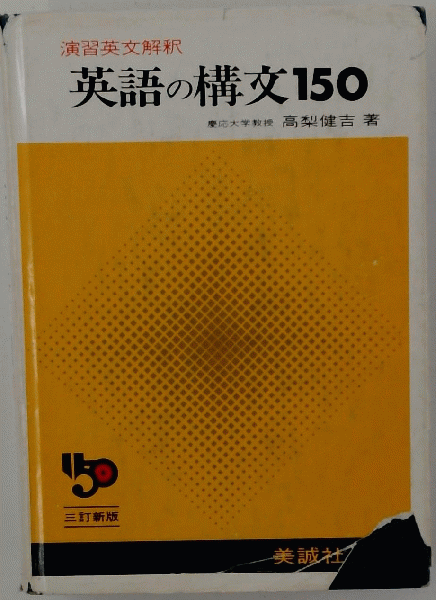 演習英文解釈
英語の構文150
慶応大学教授 高梨健吉 著
150
三訂新版
美誠社